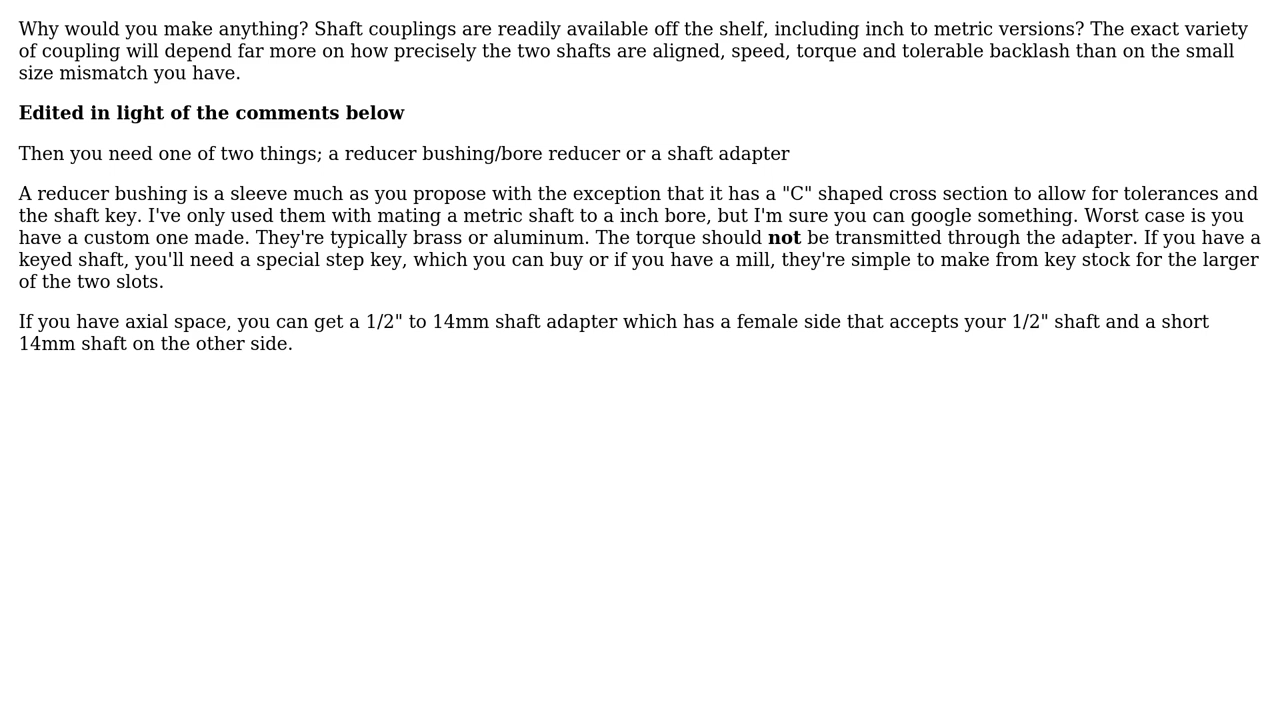 Why would you make anything? Shaft couplings are readily available off the shelf, including inch to metric versions? The exact variety
of coupling will depend far more on how precisely the two shafts are aligned, speed, torque and tolerable backlash than on the small
size mismatch you have.
Edited in light of the comments below
Then you need one of two things; a reducer bushing/bore reducer or a shaft adapter
A reducer bushing is a sleeve much as you propose with the exception that it has a "C" shaped cross section to allow for tolerances and
the shaft key. I've only used them with mating a metric shaft to a inch bore, but I'm sure you can google something. Worst case is you
have a custom one made. They're typically brass or aluminum. The torque should not be transmitted through the adapter. If you have a
keyed shaft, you'll need a special step key, which you can buy or if you have a mill, they're simple to make from key stock for the larger
of the two slots.
If you have axial space, you can get a 1/2" to 14mm shaft adapter which has a female side that accepts your 1/2" shaft and a short
14mm shaft on the other side.